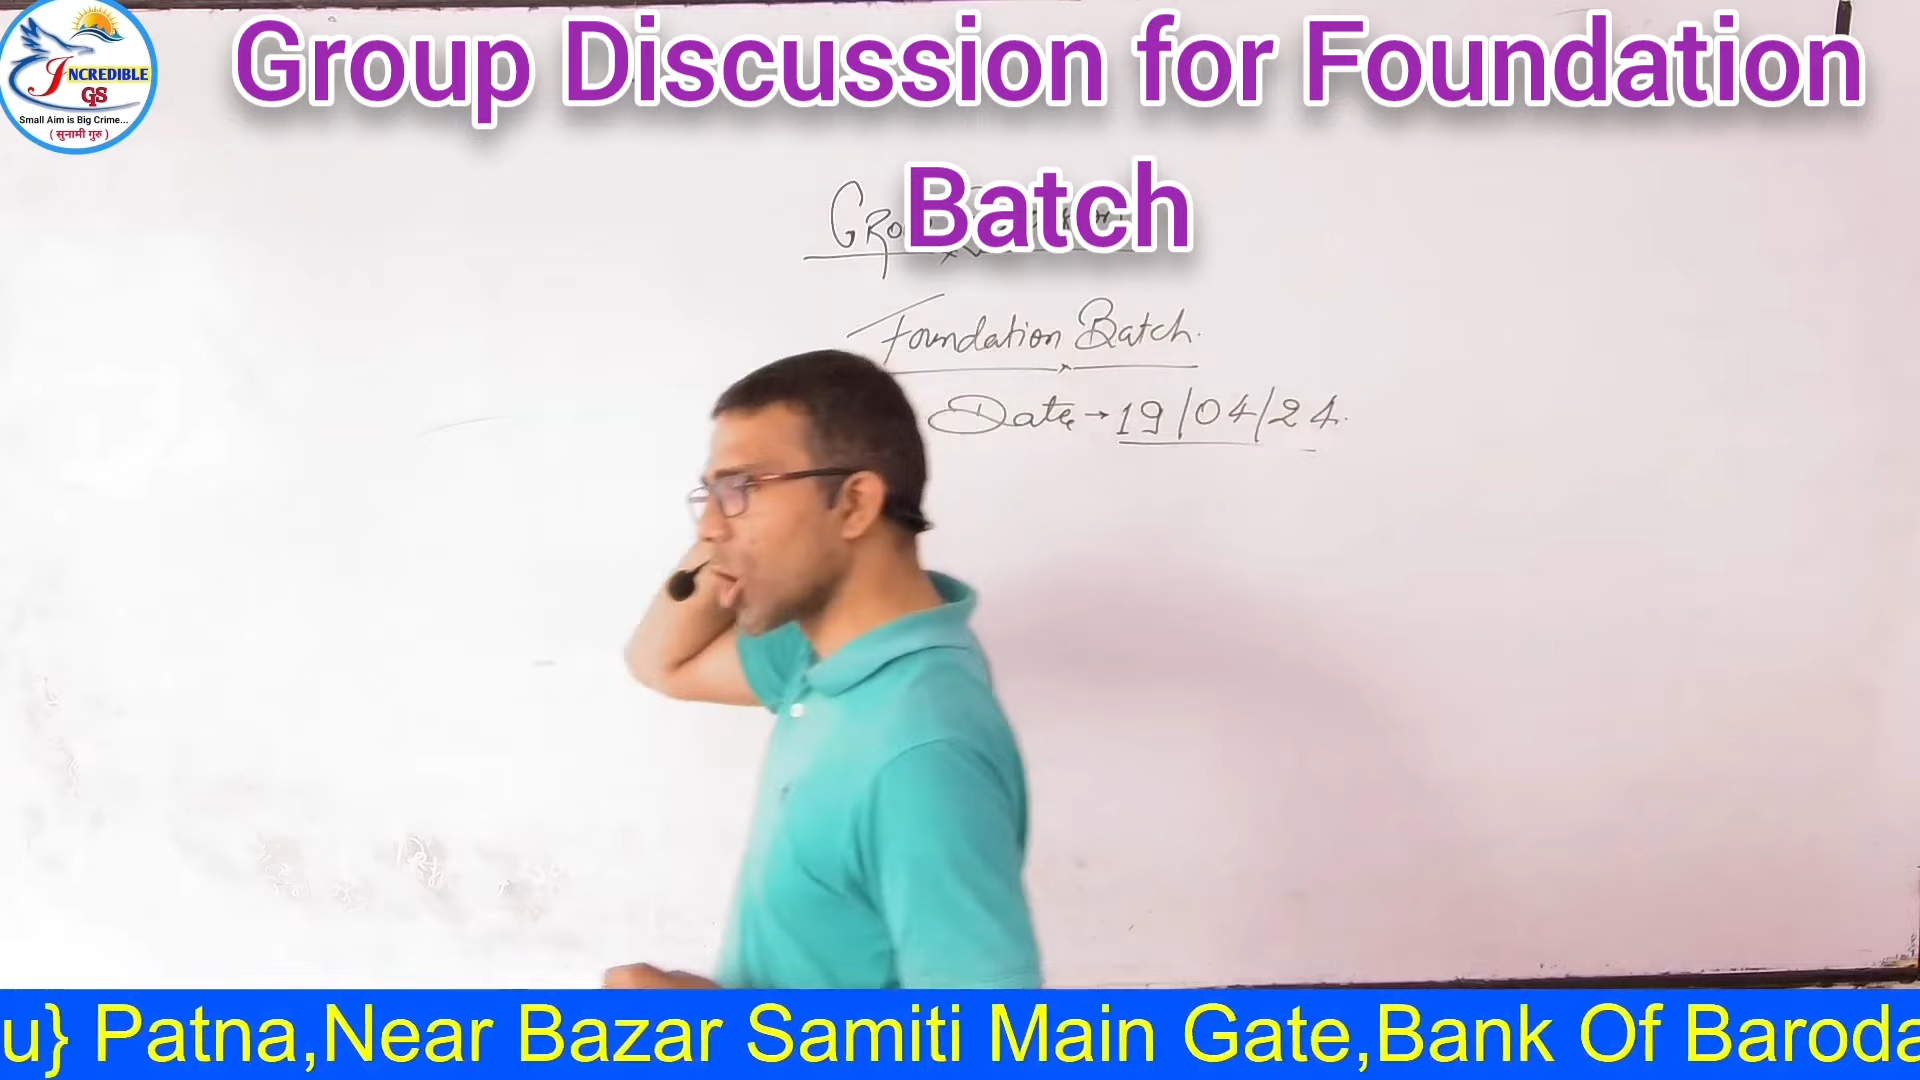 INCREDIBLE
GS
Small Aim is Big Crime...
( सुनामी गुरु )
Group Discussion for Foundation
Batch
Foundation Batch.
Date → 19/04/24.
u} Patna,Near Bazar Samiti Main Gate,Bank Of Baroda